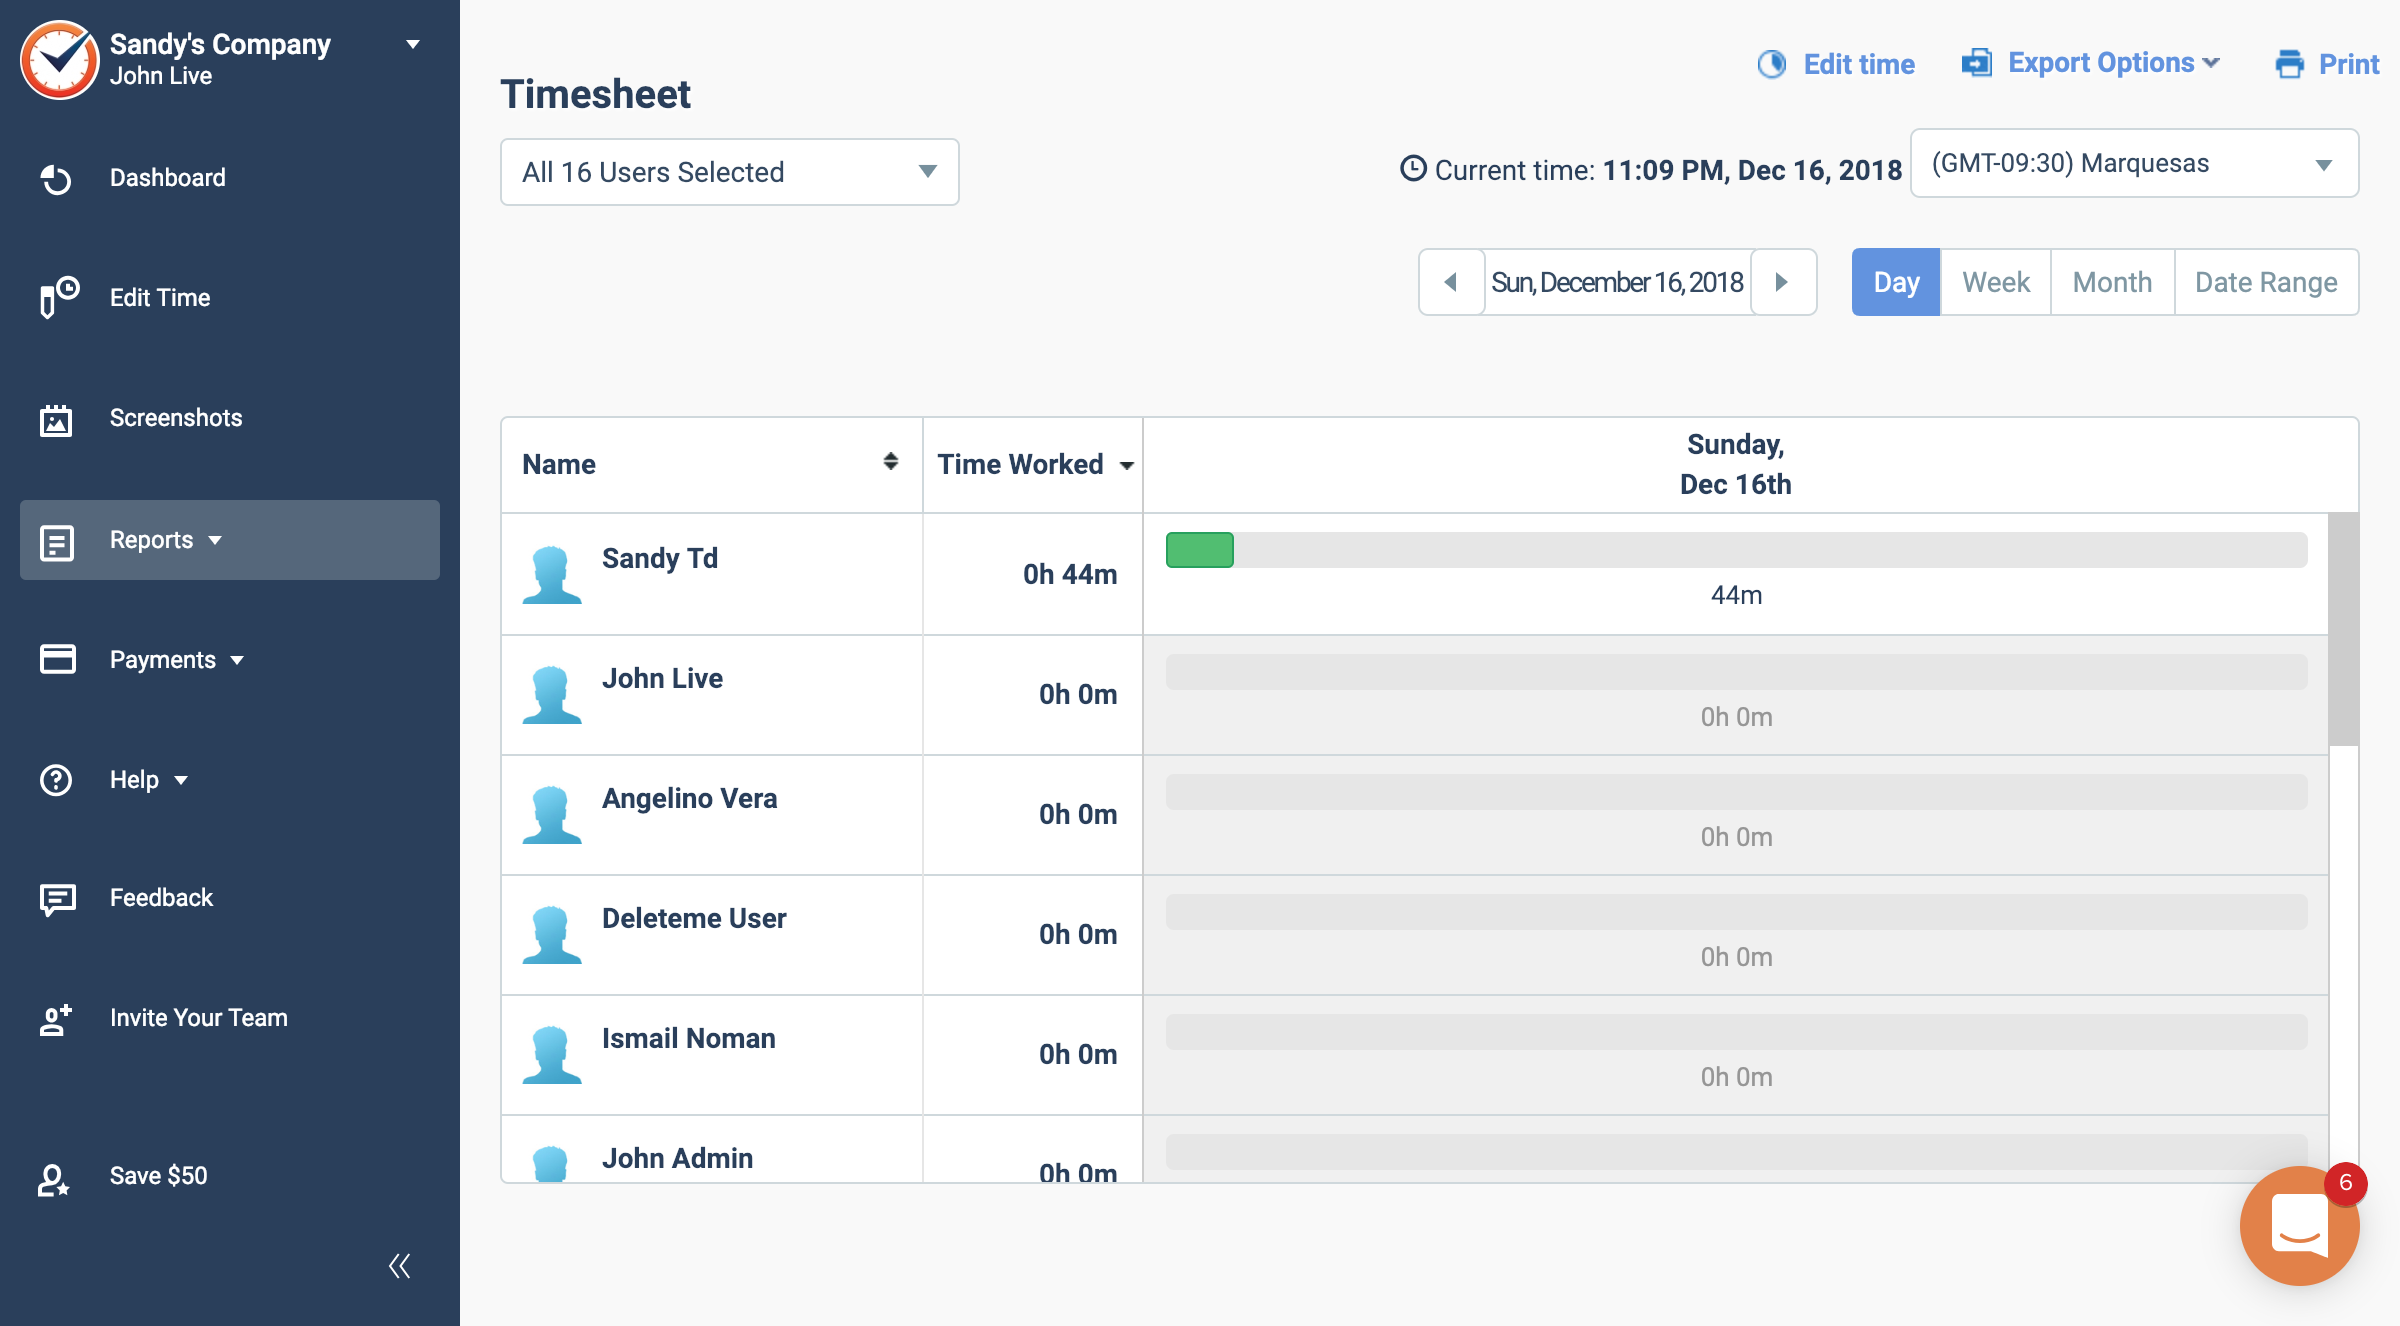 Sandy's Company
John Live
Dashboard
Edit Time
Screenshots
Reports
Payments
Help
Feedback
Invite Your Team
Save $50
Edit time
Export Options
Print
Timesheet
All 16 Users Selected
Current time: 11:09 PM, Dec 16, 2018
(GMT-09:30) Marquesas
Sun, December 16, 2018
Day
Week
Month
Date Range
Name
Time Worked
Sunday,
Dec 16th
Sandy Td
0h 44m
44m
John Live
0h 0m
0h 0m
Angelino Vera
0h 0m
0h 0m
Deleteme User
0h 0m
0h 0m
Ismail Noman
0h 0m
0h 0m
John Admin
0h 0m
6